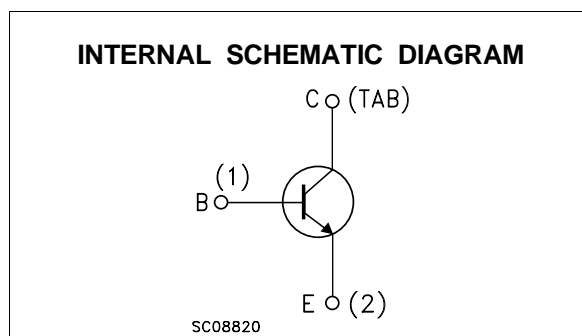 INTERNAL SCHEMATIC DIAGRAM
C (TAB)
(1)
B
E (2)
SC08820